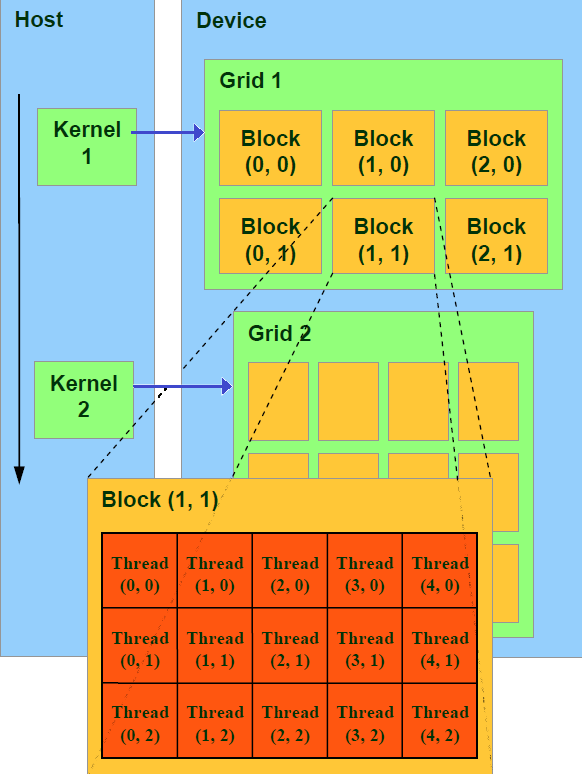 Host
Device
Grid 1
Kernel
1
Block
(0, 0)
Block
(1, 0)
Block
(2, 0)
Block
(0, 1)
Block
(1, 1)
Block
(2, 1)
Grid 2
Kernel
2
Block (1, 1)
Thread
(0, 0)
Thread
(1, 0)
Thread
(2, 0)
Thread
(3, 0)
Thread
(4, 0)
Thread
(0, 1)
Thread
(1, 1)
Thread
(2, 1)
Thread
(3, 1)
Thread
(4, 1)
Thread
(0, 2)
Thread
(1, 2)
Thread
(2, 2)
Thread
(3, 2)
Thread
(4, 2)